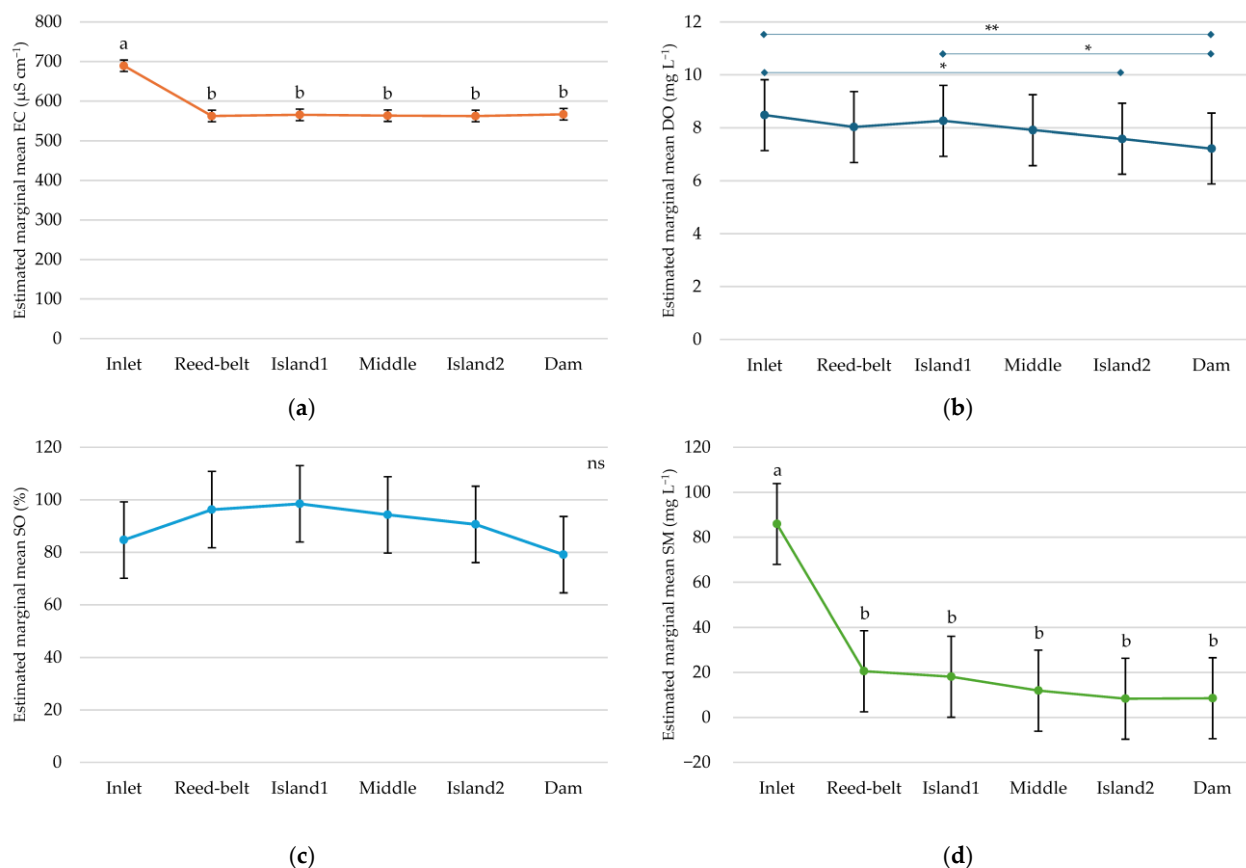 Estimated marginal mean EC (µS cm⁻¹)
800
700
600
500
400
300
200
100
0
a
b
b
b
b
b
Inlet Reed-belt Island1 Middle Island2 Dam
(a)
Estimated marginal mean DO (mg L⁻¹)
12
10
8
6
4
2
0
**
*
*
Inlet Reed-belt Island1 Middle Island2 Dam
(b)
Estimated marginal mean SO (%)
120
100
80
60
40
20
0
ns
Inlet Reed-belt Island1 Middle Island2 Dam
(c)
Estimated marginal mean SM (mg L⁻¹)
120
100
80
60
40
20
0
−20
a
b
b
b
b
b
Inlet Reed-belt Island1 Middle Island2 Dam
(d)